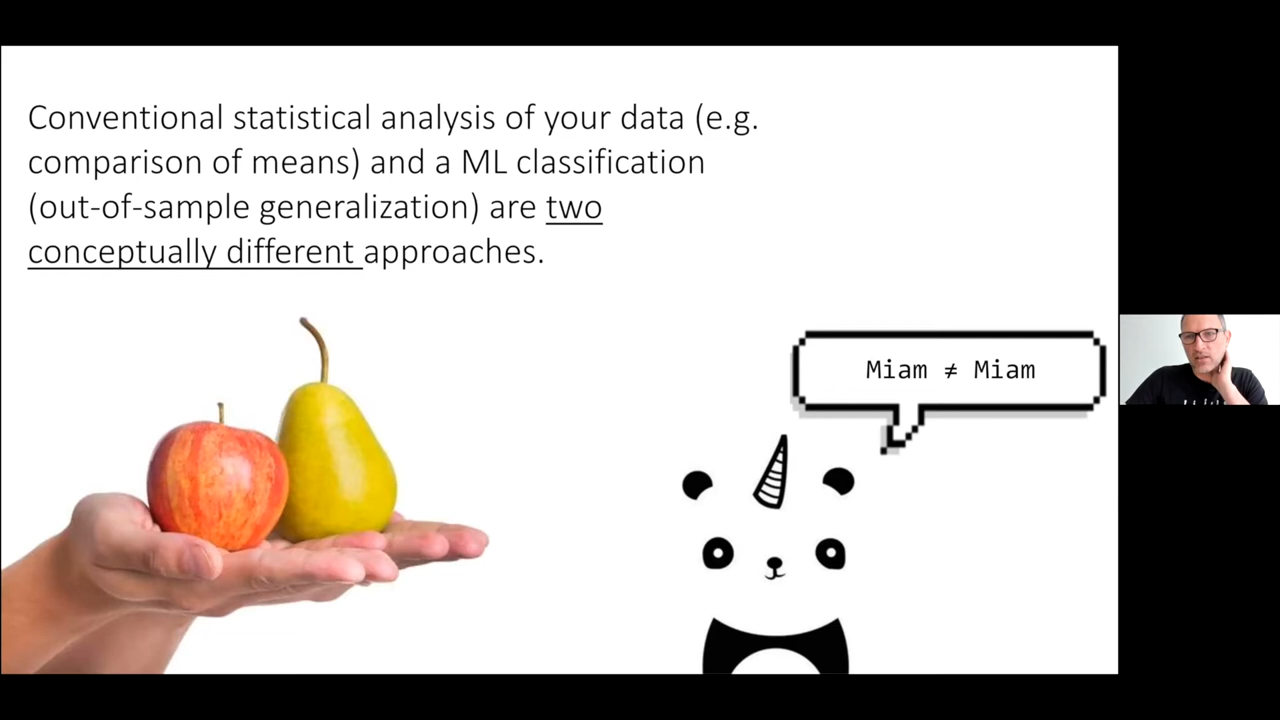 Conventional statistical analysis of your data (e.g.
comparison of means) and a ML classification
(out-of-sample generalization) are two
conceptually different approaches.
Miam ≠ Miam